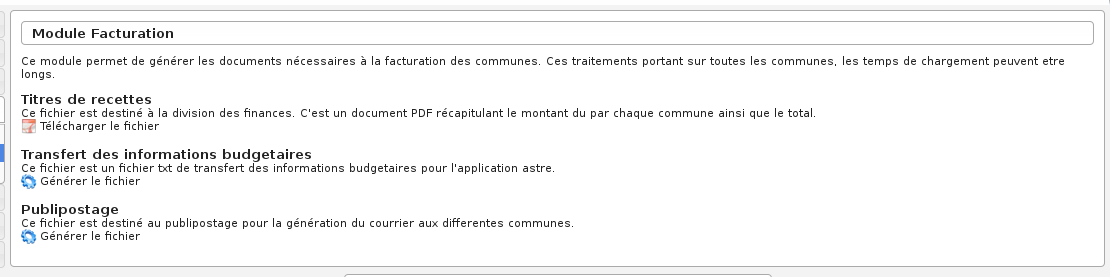 Module Facturation
Ce module permet de générer les documents nécessaires à la facturation des communes. Ces traitements portant sur toutes les communes, les temps de chargement peuvent etre
longs.
Titres de recettes
Ce fichier est destiné à la division des finances. C'est un document PDF récapitulant le montant du par chaque commune ainsi que le total.
Télécharger le fichier
Transfert des informations budgetaires
Ce fichier est un fichier txt de transfert des informations budgetaires pour l'application astre.
Générer le fichier
Publipostage
Ce fichier est destiné au publipostage pour la génération du courrier aux differentes communes.
Générer le fichier